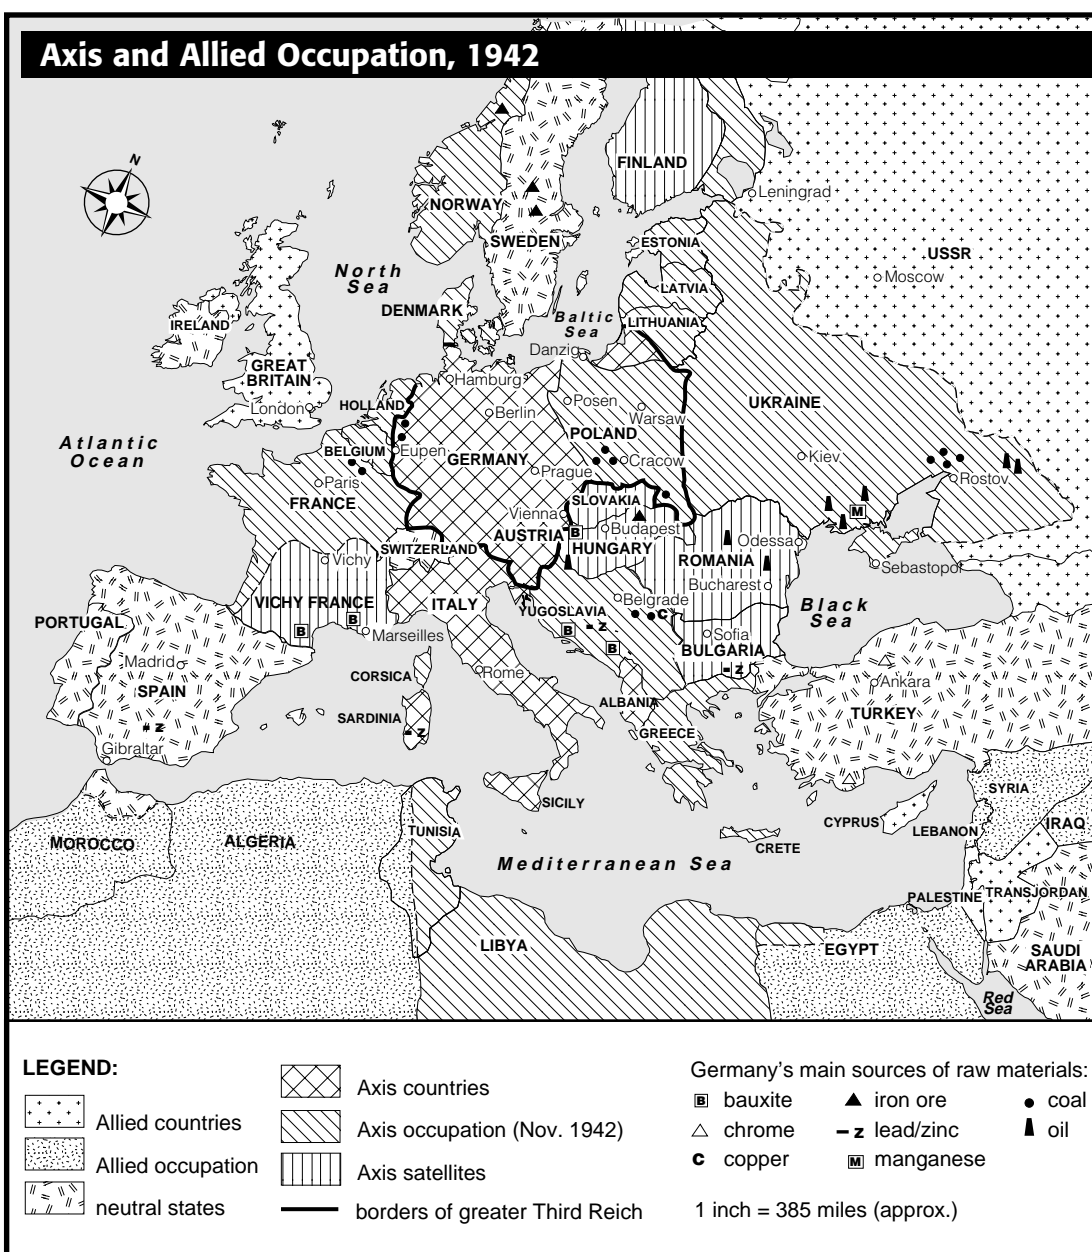 Axis and Allied Occupation, 1942
N
FINLAND
Leningrad
NORWAY
SWEDEN
ESTONIA
USSR
Moscow
North
Sea
LATVIA
DENMARK
Baltic
Sea
LITHUANIA
IRELAND
Danzig
GREAT
BRITAIN
Hamburg
HOLLAND
London
Berlin
Posen
Warsaw
UKRAINE
Atlantic
Ocean
BELGIUM
Eupen
GERMANY
POLAND
Cracow
Kiev
Prague
Paris
FRANCE
Rostov
SLOVAKIA
Vienna
M
AUSTRIA
B
Budapest
HUNGARY
SWITZERLAND
Odessa
ROMANIA
Vichy
Sebastopol
Bucharest
VICHY FRANCE
ITALY
YUGOSLAVIA
Belgrade
C
Black
Sea
PORTUGAL
B
B
Marseilles
B
Z
Sofia
BULGARIA
Z
Madrid
SPAIN
B
CORSICA
Rome
Ankara
TURKEY
SARDINIA
Z
ALBANIA
GREECE
Z
Gibraltar
SICILY
SYRIA
CYPRUS
LEBANON
IRAQ
MOROCCO
ALGERIA
TUNISIA
CRETE
Mediterranean Sea
PALESTINE
TRANSJORDAN
LIBYA
EGYPT
SAUDI
ARABIA
Red
Sea
LEGEND:
Allied countries
Allied occupation
neutral states
Axis countries
Axis occupation (Nov. 1942)
Axis satellites
borders of greater Third Reich
Germany's main sources of raw materials:
B bauxite
iron ore
coal
chrome
Z lead/zinc
oil
C copper
M manganese
1 inch = 385 miles (approx.)